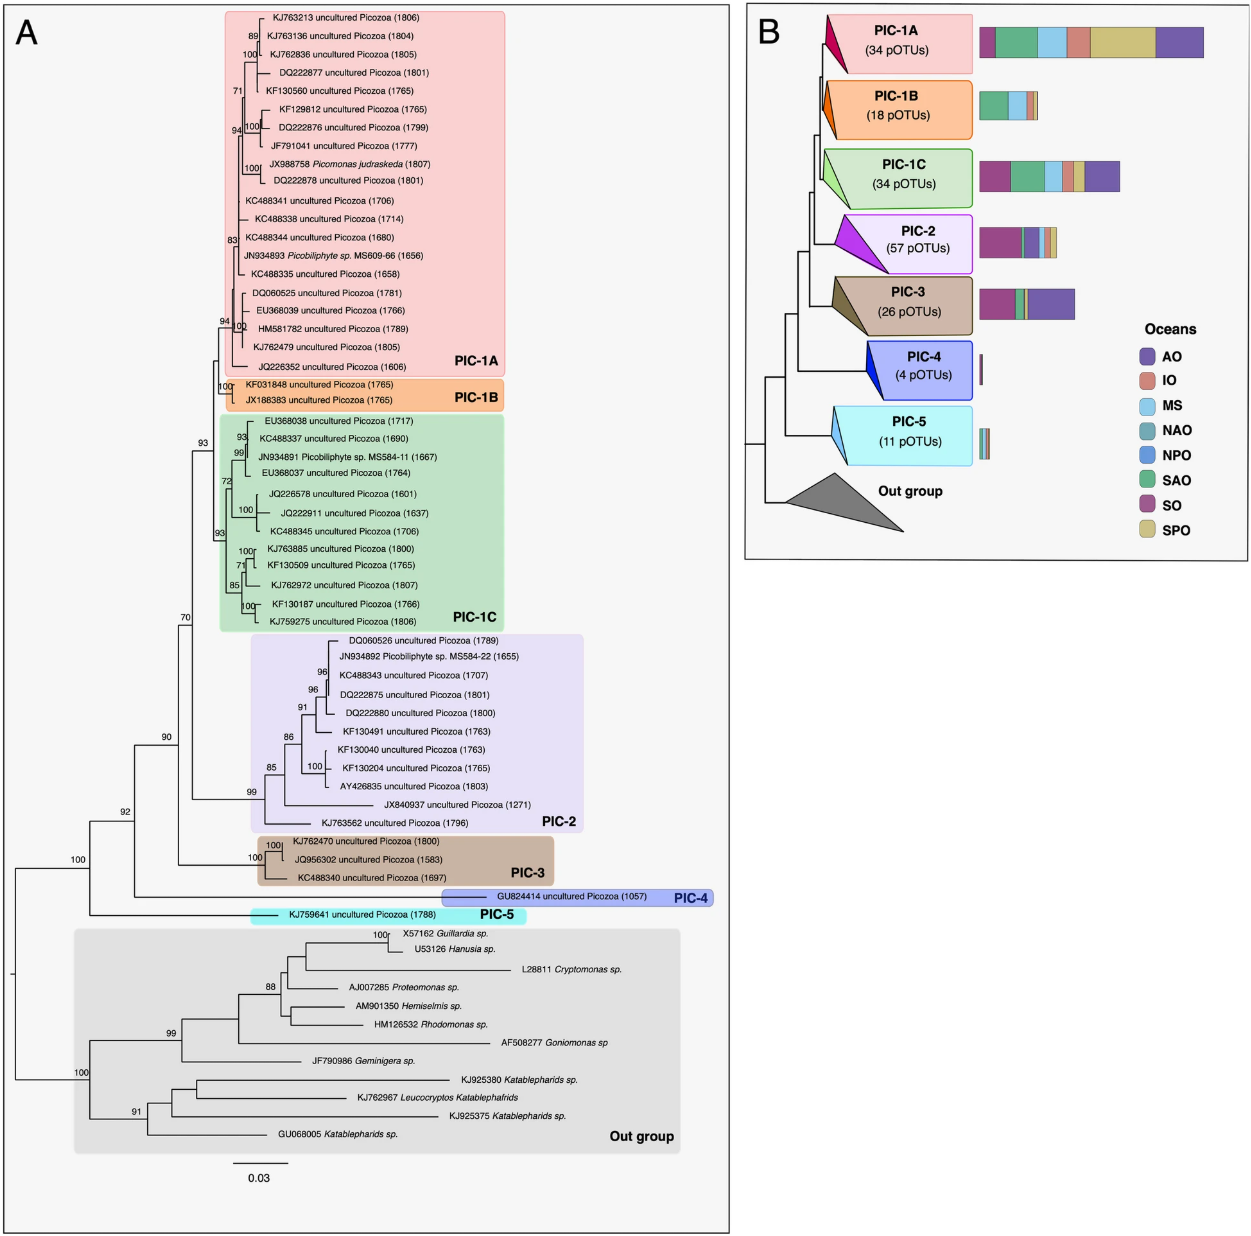 A
KJ763213 uncultured Picozoa (1806)
89
KJ763136 uncultured Picozoa (1804)
100
KJ762836 uncultured Picozoa (1805)
DQ222877 uncultured Picozoa (1801)
71
KF130560 uncultured Picozoa (1765)
KF129812 uncultured Picozoa (1765)
94
100
DQ222876 uncultured Picozoa (1799)
JF791041 uncultured Picozoa (1777)
JX988758 Picomonas judraskeda (1807)
100
DQ222878 uncultured Picozoa (1801)
KC488341 uncultured Picozoa (1706)
KC488338 uncultured Picozoa (1714)
83
KC488344 uncultured Picozoa (1680)
JN934893 Picobiliphyte sp. MS609-66 (1656)
KC488335 uncultured Picozoa (1658)
DQ060525 uncultured Picozoa (1781)
EU368039 uncultured Picozoa (1766)
94
100
HM581782 uncultured Picozoa (1789)
KJ762479 uncultured Picozoa (1805)
JQ226352 uncultured Picozoa (1606)
PIC-1A
100
KF031848 uncultured Picozoa (1765)
JX188383 uncultured Picozoa (1765)
PIC-1B
EU368038 uncultured Picozoa (1717)
93
93
KC488337 uncultured Picozoa (1690)
99
JN934891 Picobiliphyte sp. MS584-11 (1667)
EU368037 uncultured Picozoa (1764)
72
JQ226578 uncultured Picozoa (1601)
100
JQ222911 uncultured Picozoa (1637)
93
KC488345 uncultured Picozoa (1706)
100
KJ763885 uncultured Picozoa (1800)
71
KF130509 uncultured Picozoa (1765)
85
KJ762972 uncultured Picozoa (1807)
100
KF130187 uncultured Picozoa (1766)
KJ759275 uncultured Picozoa (1806)
PIC-1C
70
DQ060526 uncultured Picozoa (1789)
JN934892 Picobiliphyte sp. MS584-22 (1655)
96
KC488343 uncultured Picozoa (1707)
96
DQ222875 uncultured Picozoa (1801)
91
DQ222880 uncultured Picozoa (1800)
KF130491 uncultured Picozoa (1763)
90
86
KF130040 uncultured Picozoa (1763)
85
100
KF130204 uncultured Picozoa (1765)
99
AY426835 uncultured Picozoa (1803)
JX840937 uncultured Picozoa (1271)
92
KJ763562 uncultured Picozoa (1796)
PIC-2
100
KJ762470 uncultured Picozoa (1800)
100
100
JQ956302 uncultured Picozoa (1583)
KC488340 uncultured Picozoa (1697)
PIC-3
GU824414 uncultured Picozoa (1057)
PIC-4
KJ759641 uncultured Picozoa (1788)
PIC-5
100
X57162 Guillardia sp.
U53126 Hanusia sp.
L28811 Cryptomonas sp.
88
AJ007285 Proteomonas sp.
AM901350 Hemiselmis sp.
HM126532 Rhodomonas sp.
99
AF508277 Goniomonas sp
JF790986 Geminigera sp.
100
KJ925380 Katablepharids sp.
KJ762967 Leucocryptos Katablephafrids
91
KJ925375 Katablepharids sp.
GU068005 Katablepharids sp.
Out group
0.03
B
PIC-1A
(34 pOTUs)
PIC-1B
(18 pOTUs)
PIC-1C
(34 pOTUs)
PIC-2
(57 pOTUs)
PIC-3
(26 pOTUs)
PIC-4
(4 pOTUs)
PIC-5
(11 pOTUs)
Out group
Oceans
AO
IO
MS
NAO
NPO
SAO
SO
SPO